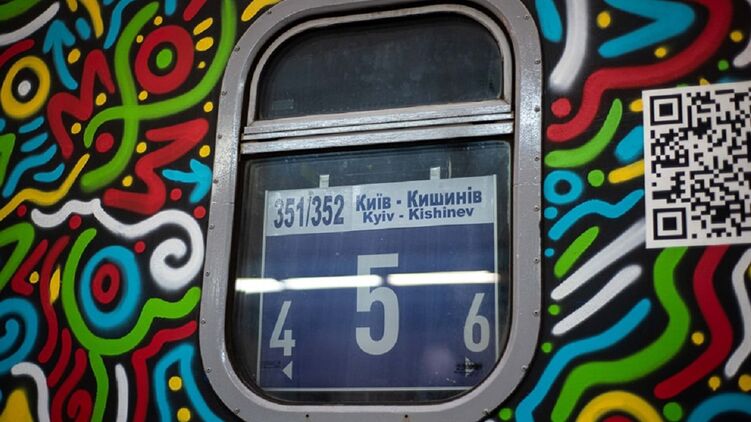 351/352 Київ - Кишинів
Kyiv - Kishinev
5
4 6